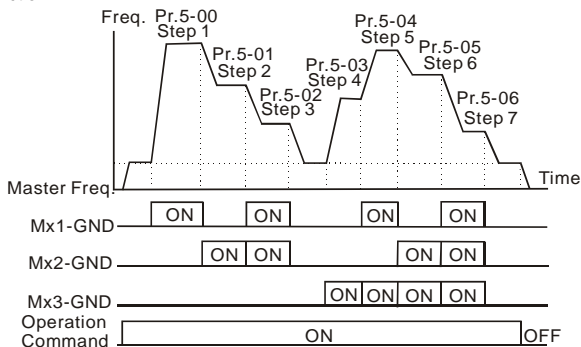 Freq.
Pr.5-00
Step 1
Pr.5-01
Step 2
Pr.5-02
Step 3
Pr.5-03
Step 4
Pr.5-04
Step 5
Pr.5-05
Step 6
Pr.5-06
Step 7
Time
Master Freq.
Mx1-GND ON ON ON ON
Mx2-GND ON ON ON ON
Mx3-GND ON ON ON ON
Operation
Command ON OFF